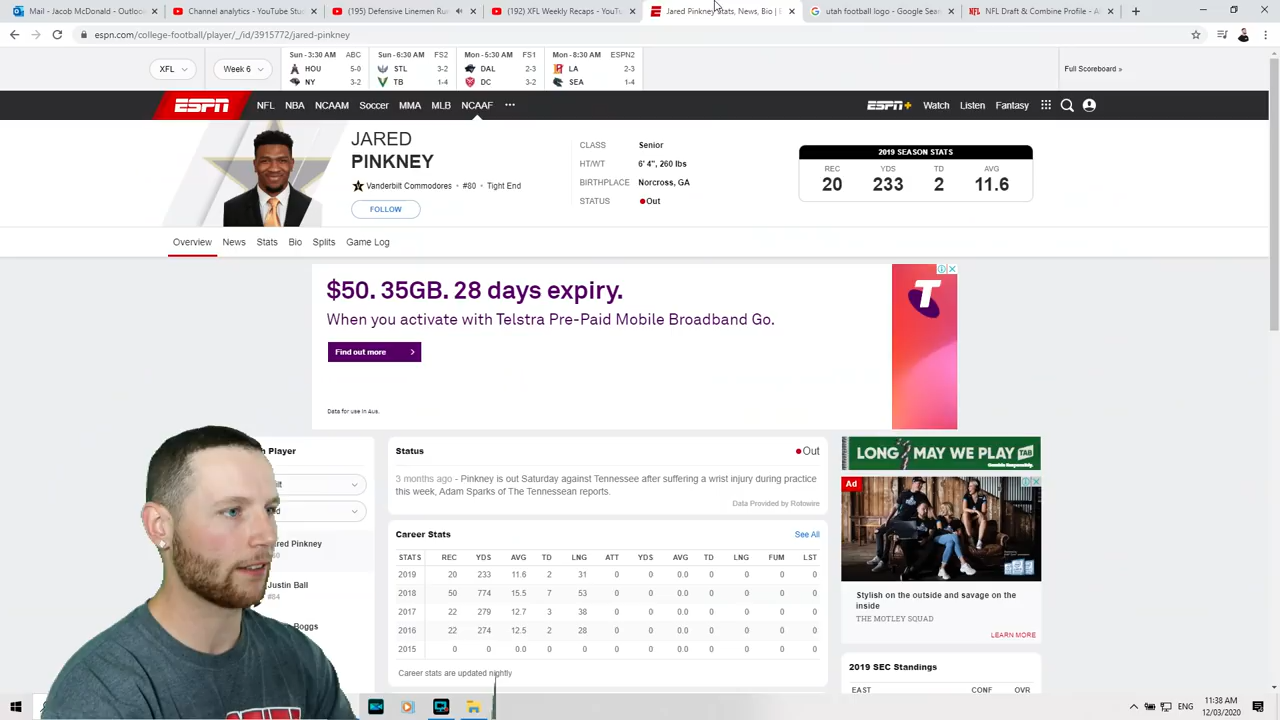 Mail - Jacob McDonald - Outlook
Channel analytics - YouTube Stu
(195) Defensive Linemen Rankin
(192) XFL Weekly Recaps - YouTu
Jared Pinkney Stats, News, Bio | E
utah football logo - Google Sear
NFL Draft & Combine Profile - A
espn.com/college-football/player/_/id/3915772/jared-pinkney
XFL
Week 6
Sun - 3:30 AM ABC
HOU 5-0
NY 3-2
Sun - 6:30 AM FS2
STL 3-2
TB 1-4
Mon - 5:30 AM FS1
DAL 2-3
DC 3-2
Mon - 8:30 AM ESPN2
LA 2-3
SEA 1-4
Full Scoreboard »
ESPN NFL NBA NCAAM Soccer MMA MLB NCAAF ••• ESPN+ Watch Listen Fantasy
JARED
PINKNEY
Vanderbilt Commodores • #80 • Tight End
FOLLOW
CLASS Senior
HT/WT 6' 4", 260 lbs
BIRTHPLACE Norcross, GA
STATUS Out
2019 SEASON STATS
REC YDS TD AVG
20 233 2 11.6
Overview News Stats Bio Splits Game Log
$50. 35GB. 28 days expiry.
When you activate with Telstra Pre-Paid Mobile Broadband Go.
Find out more
Data for use in Aus.
T
n Player
Justin Ball
#84
Boggs
Status Out
3 months ago - Pinkney is out Saturday against Tennessee after suffering a wrist injury during practice
this week, Adam Sparks of The Tennessean reports.
Data Provided by Rotowire
Career Stats See All
STATS REC YDS AVG TD LNG ATT YDS AVG TD LNG FUM LST
2019 20 233 11.6 2 31 0 0 0.0 0 0 0 0
2018 50 774 15.5 7 53 0 0 0.0 0 0 0 0
2017 22 279 12.7 3 38 0 0 0.0 0 0 0 0
2016 22 274 12.5 2 28 0 0 0.0 0 0 0 0
2015 0 0 0.0 0 0 0 0 0.0 0 0 0 0
Career stats are updated nightly
LONG MAY WE PLAY TAB
Ad
Stylish on the outside and savage on the
inside
THE MOTLEY SQUAD
LEARN MORE
2019 SEC Standings
EAST CONF OVR
ENG
11:38 AM
12/03/2020